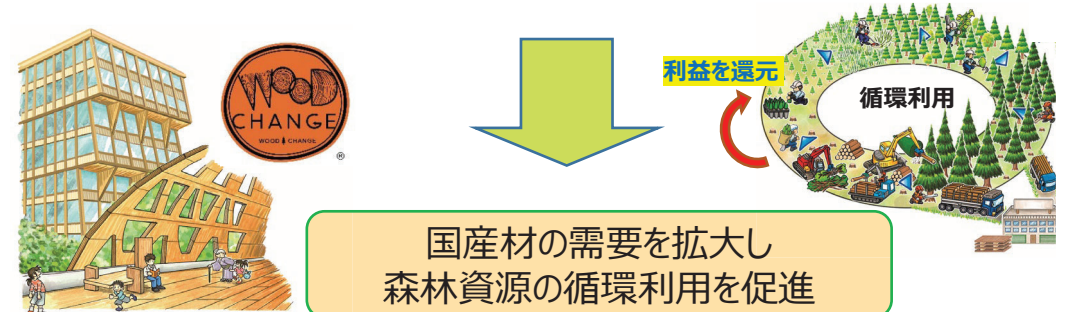 WOOD
CHANGE
WOOD CHANGE
®
利益を還元
循環利用
国産材の需要を拡大し
森林資源の循環利用を促進